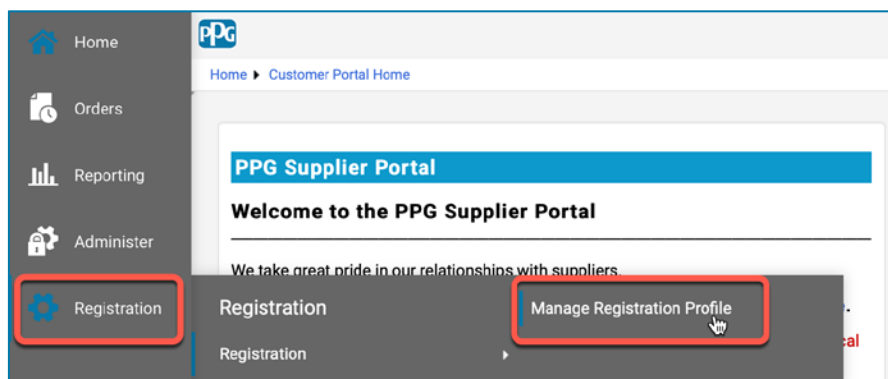 Home
PPG
Home ▸ Customer Portal Home
Orders
PPG Supplier Portal
Reporting
Welcome to the PPG Supplier Portal
Administer
We take great pride in our relationships with suppliers.
Registration
Registration
Manage Registration Profile
Registration